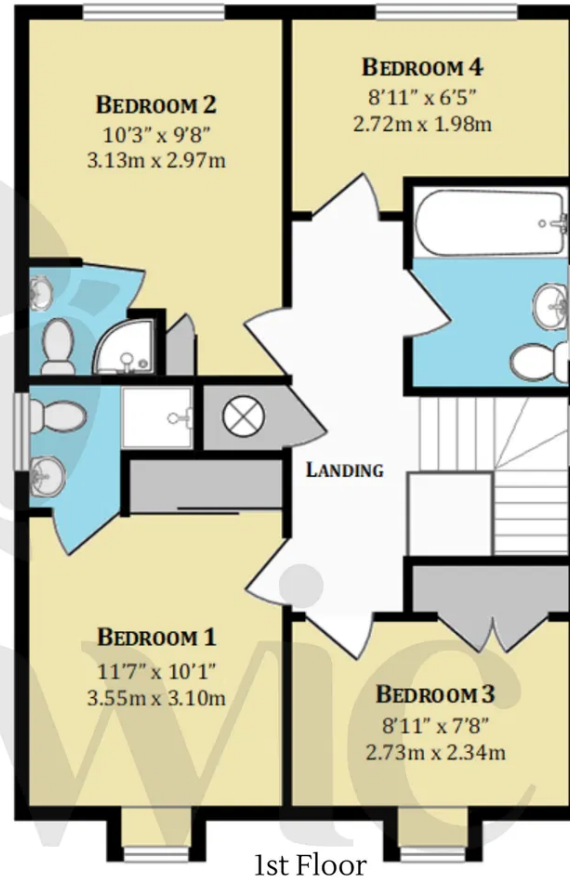 BEDROOM 2
10'3" x 9'8"
3.13m x 2.97m
BEDROOM 4
8'11" x 6'5"
2.72m x 1.98m
LANDING
BEDROOM 1
11'7" x 10'1"
3.55m x 3.10m
BEDROOM 3
8'11" x 7'8"
2.73m x 2.34m
1st Floor